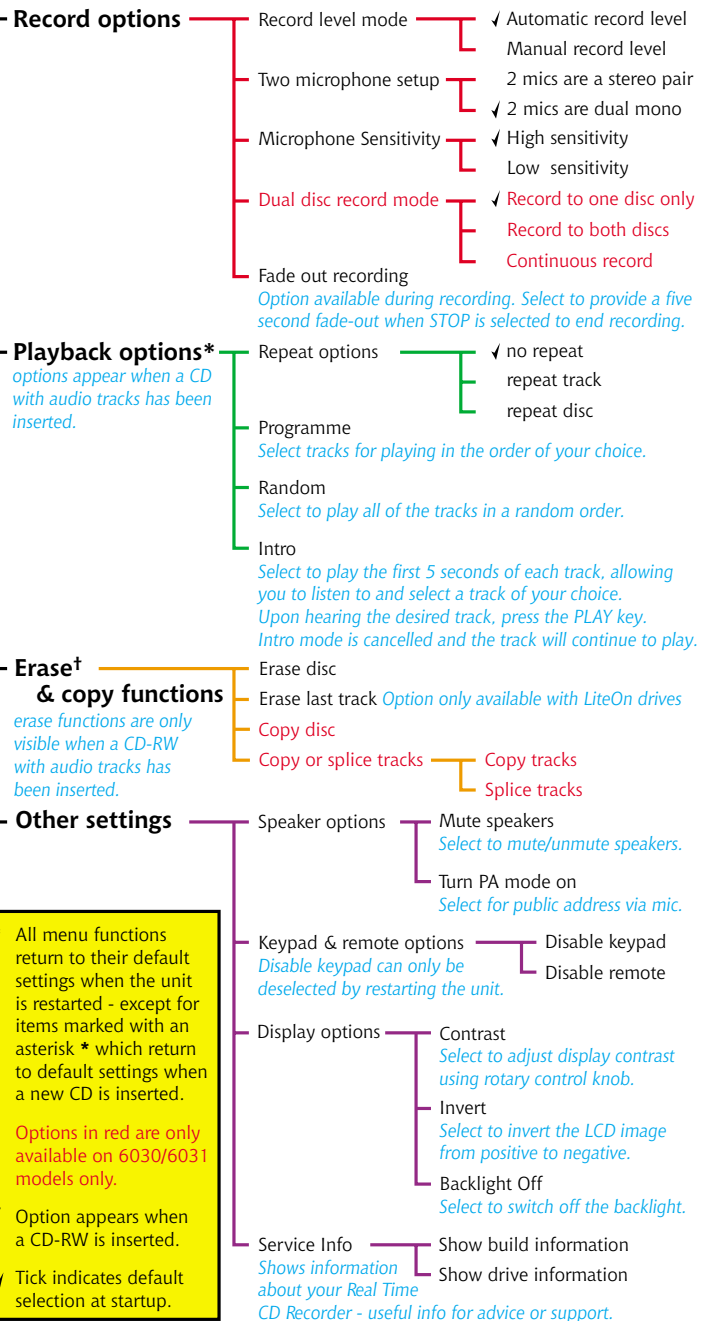 Record options
Record level mode
✓ Automatic record level
Manual record level
Two microphone setup
2 mics are a stereo pair
✓ 2 mics are dual mono
Microphone Sensitivity
✓ High sensitivity
Low sensitivity
Dual disc record mode
✓ Record to one disc only
Record to both discs
Continuous record
Fade out recording
Option available during recording. Select to provide a five
second fade-out when STOP is selected to end recording.
Playback options*
options appear when a CD
with audio tracks has been
inserted.
Repeat options
✓ no repeat
repeat track
repeat disc
Programme
Select tracks for playing in the order of your choice.
Random
Select to play all of the tracks in a random order.
Intro
Select to play the first 5 seconds of each track, allowing
you to listen to and select a track of your choice.
Upon hearing the desired track, press the PLAY key.
Intro mode is cancelled and the track will continue to play.
Erase†
& copy functions
erase functions are only
visible when a CD-RW
with audio tracks has
been inserted.
Erase disc
Erase last track Option only available with LiteOn drives
Copy disc
Copy or splice tracks
Copy tracks
Splice tracks
Other settings
Speaker options
Mute speakers
Select to mute/unmute speakers.
Turn PA mode on
Select for public address via mic.
Keypad & remote options
Disable keypad can only be
deselected by restarting the unit.
Disable keypad
Disable remote
Display options
Contrast
Select to adjust display contrast
using rotary control knob.
Invert
Select to invert the LCD image
from positive to negative.
Backlight Off
Select to switch off the backlight.
Service Info
Shows information
about your Real Time
CD Recorder - useful info for advice or support.
Show build information
Show drive information
All menu functions
return to their default
settings when the unit
is restarted - except for
items marked with an
asterisk * which return
to default settings when
a new CD is inserted.
Options in red are only
available on 6030/6031
models only.
Option appears when
a CD-RW is inserted.
✓ Tick indicates default
selection at startup.